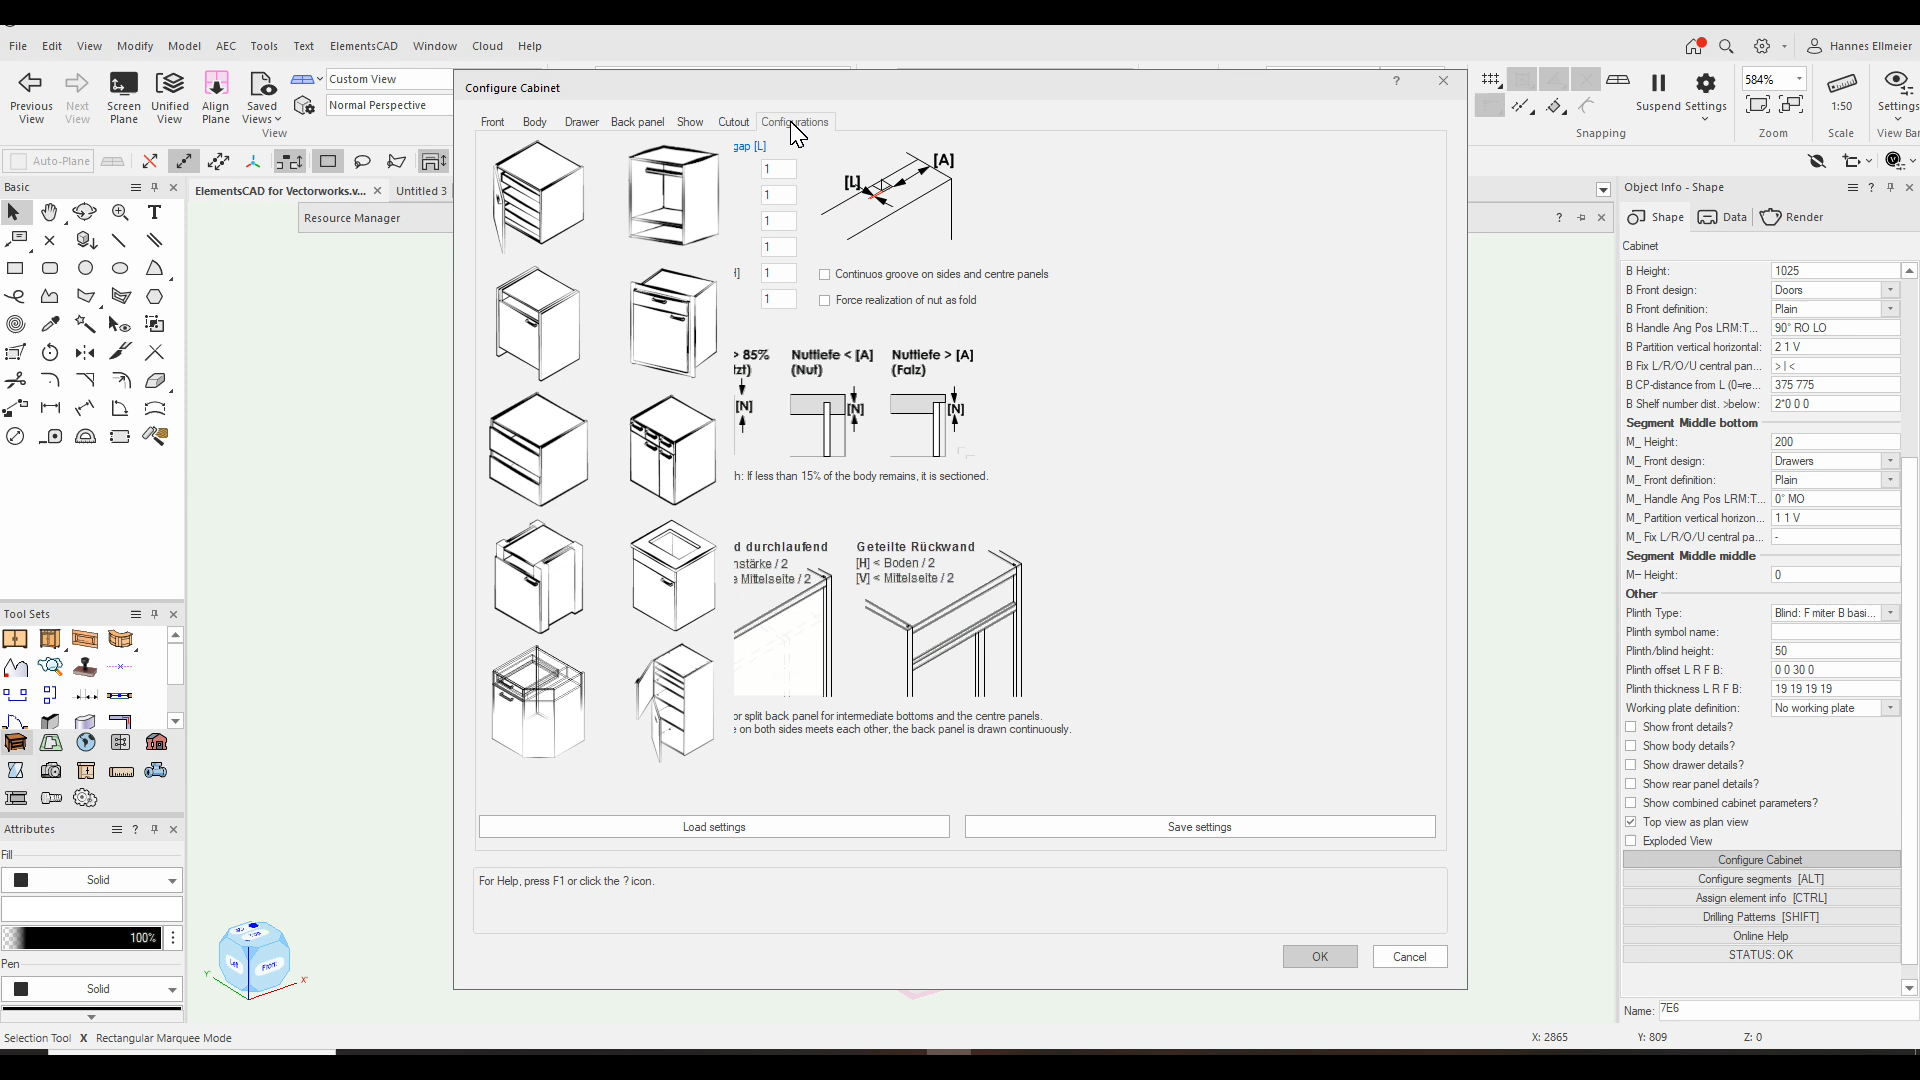 File Edit View Modify Model AEC Tools Text ElementsCAD Window Cloud Help
Hannes Ellmeier
Previous View
Next View
Screen Plane
Unified View
Align Plane
Saved Views
Custom View
Normal Perspective
View
Suspend
Settings
Snapping
584%
Zoom
1:50
Scale
Settings
View Bar
Auto-Plane
Basic
ElementsCAD for Vectorworks.v...
Untitled 3
Resource Manager
Configure Cabinet
Front Body Drawer Back panel Show Cutout Configurations
gap [L]
1
1
1
1
H] 1
1
[L]
[A]
Continuos groove on sides and centre panels
Force realization of nut as fold
> 85% Nuttiefe < [A] Nuttiefe > [A]
tzt) (Nut) (Falz)
[N] [N] [N]
h: If less than 15% of the body remains, it is sectioned.
d durchlaufend
nstärke / 2
e Mittelseite / 2
Geteilte Rückwand
[H] < Boden / 2
[V] < Mittelseite / 2
or split back panel for intermediate bottoms and the centre panels.
e on both sides meets each other, the back panel is drawn continuously.
Load settings
Save settings
For Help, press F1 or click the ? icon.
OK
Cancel
Tool Sets
Attributes
Fill
Solid
100%
Pen
Solid
Front
X'
Y'
Selection Tool X Rectangular Marquee Mode
X: 2865 Y: 809 Z: 0
Object Info - Shape
Shape Data Render
Cabinet
B Height: 1025
B Front design: Doors
B Front definition: Plain
B Handle Ang Pos LRM:T... 90° RO LO
B Partition vertical horizontal: 2 1 V
B Fix L/R/O/U central pan... > | <
B CP-distance from L (0=re... 375 775
B Shelf number dist. >below: 2*0 0 0
Segment Middle bottom
M_ Height: 200
M_ Front design: Drawers
M_ Front definition: Plain
M_ Handle Ang Pos LRM:T... 0° MO
M_ Partition vertical horizon... 1 1 V
M_ Fix L/R/O/U central pa... -
Segment Middle middle
M– Height: 0
Other
Plinth Type: Blind: F miter B basi...
Plinth symbol name:
Plinth/blind height: 50
Plinth offset L R F B: 0 0 30 0
Plinth thickness L R F B: 19 19 19 19
Working plate definition: No working plate
Show front details?
Show body details?
Show drawer details?
Show rear panel details?
Show combined cabinet parameters?
Top view as plan view
Exploded View
Configure Cabinet
Configure segments [ALT]
Assign element info [CTRL]
Drilling Patterns [SHIFT]
Online Help
STATUS: OK
Name: 7E6